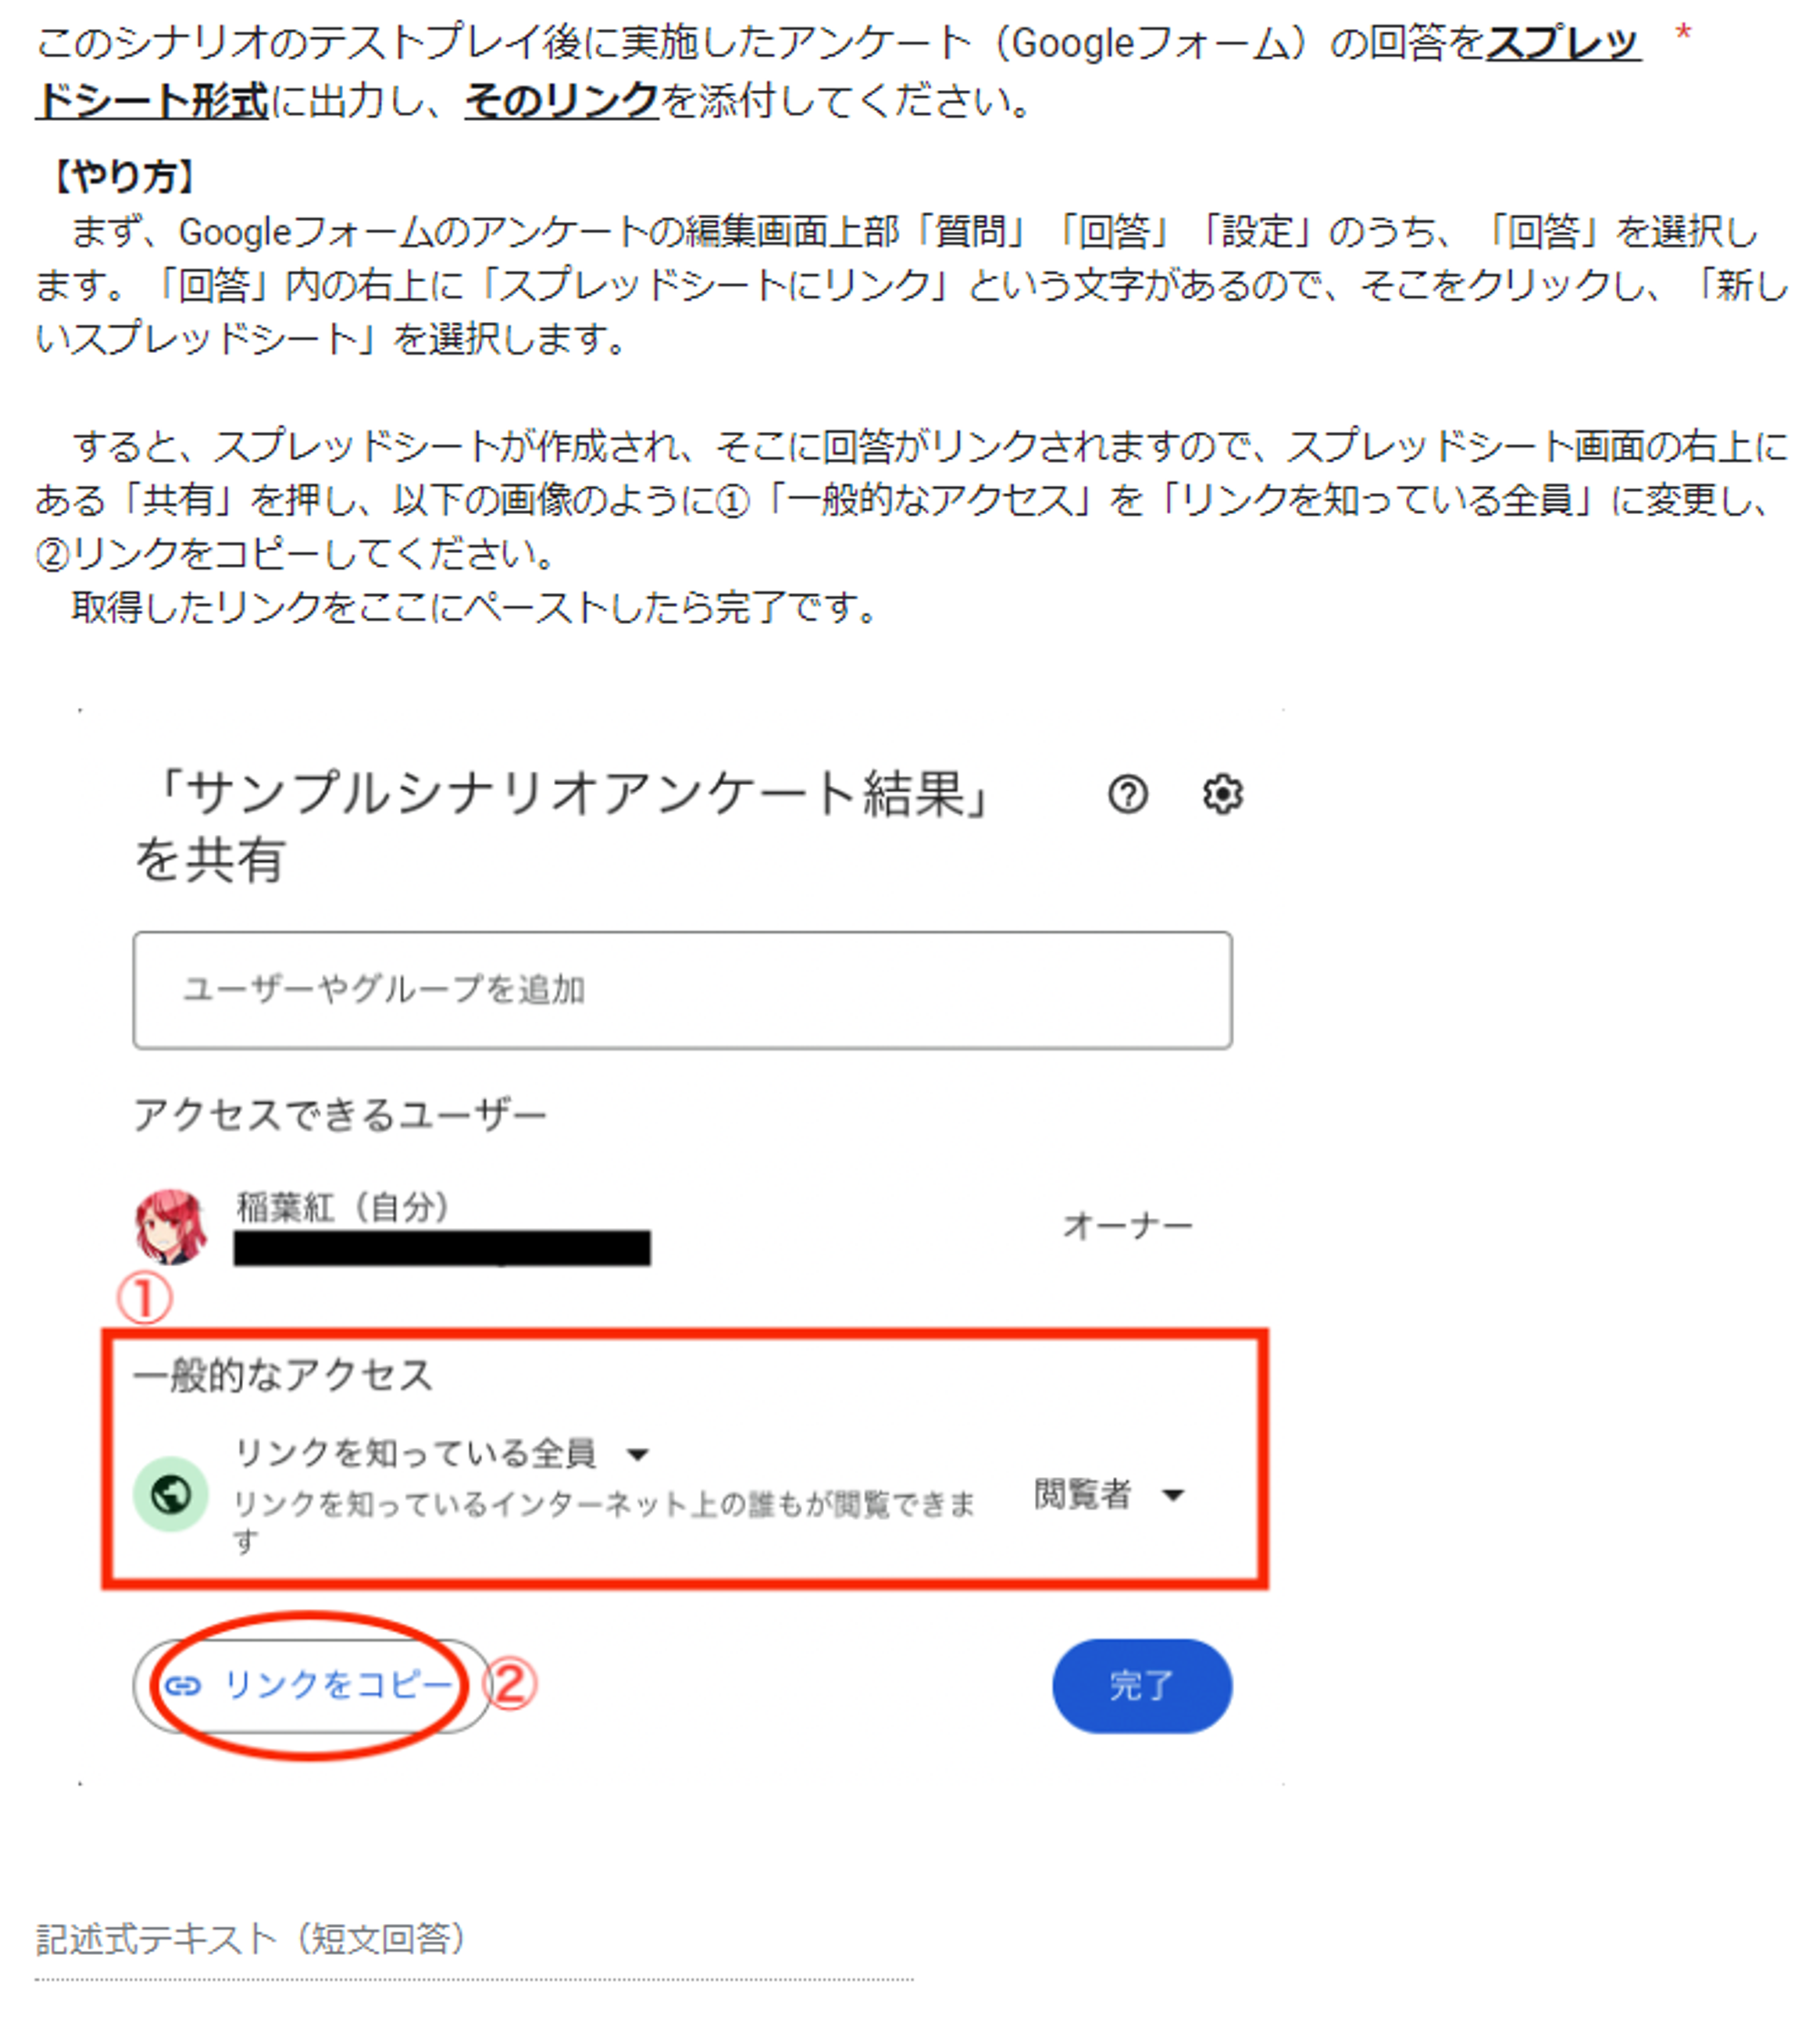 このシナリオのテストプレイ後に実施したアンケート（Googleフォーム）の回答をスプレッ *
ドシート形式に出力し、そのリンクを添付してください。
【やり方】
まず、Googleフォームのアンケートの編集画面上部「質問」「回答」「設定」のうち、「回答」を選択し
ます。「回答」内の右上に「スプレッドシートにリンク」という文字があるので、そこをクリックし、「新し
いスプレッドシート」を選択します。
すると、スプレッドシートが作成され、そこに回答がリンクされますので、スプレッドシート画面の右上に
ある「共有」を押し、以下の画像のように①「一般的なアクセス」を「リンクを知っている全員」に変更し、
②リンクをコピーしてください。
取得したリンクをここにペーストしたら完了です。
「サンプルシナリオアンケート結果」
を共有
ユーザーやグループを追加
アクセスできるユーザー
稲葉紅（自分）
オーナー
①
一般的なアクセス
リンクを知っている全員
リンクを知っているインターネット上の誰もが閲覧できま
す
閲覧者
リンクをコピー
②
完了
記述式テキスト（短文回答）